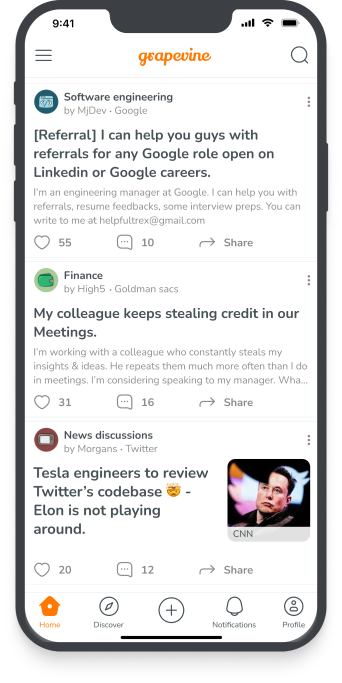 9:41
grapevine
Software engineering
by MjDev • Google
[Referral] I can help you guys with
referrals for any Google role open on
Linkedin or Google careers.
I'm an engineering manager at Google. I can help you with
referrals, resume feedbacks, some interview preps. You can
write to me at helpfultrex@gmail.com
55 10 Share
Finance
by High5 • Goldman sacs
My colleague keeps stealing credit in our
Meetings.
I'm working with a colleague who constantly steals my
insights & ideas. He repeats them much more often than I do
in meetings. I'm considering speaking to my manager. Wha...
31 16 Share
News discussions
by Morgans • Twitter
Tesla engineers to review
Twitter's codebase 🤯 -
Elon is not playing
around.
CNN
20 12 Share
Home Discover Notifications Profile